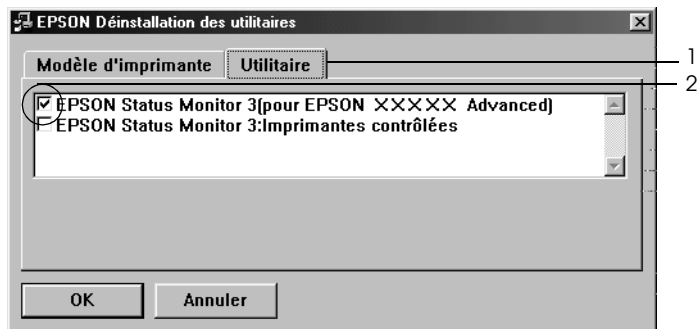 EPSON Déinstallation des utilitaires
Modèle d'imprimante Utilitaire
1
2
EPSON Status Monitor 3(pour EPSON XXXXX Advanced)
EPSON Status Monitor 3:Imprimantes contrôlées
OK Annuler